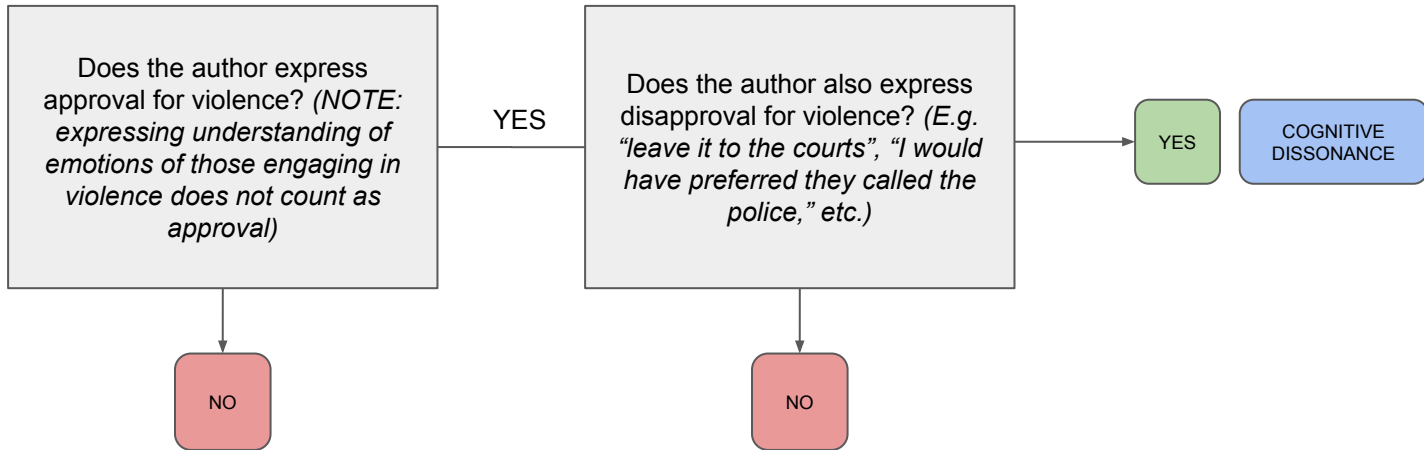 Does the author express
approval for violence? (NOTE:
expressing understanding of
emotions of those engaging in
violence does not count as
approval)
YES
Does the author also express
disapproval for violence? (E.g.
“leave it to the courts”, “I would
have preferred they called the
police,” etc.)
YES
COGNITIVE
DISSONANCE
NO
NO